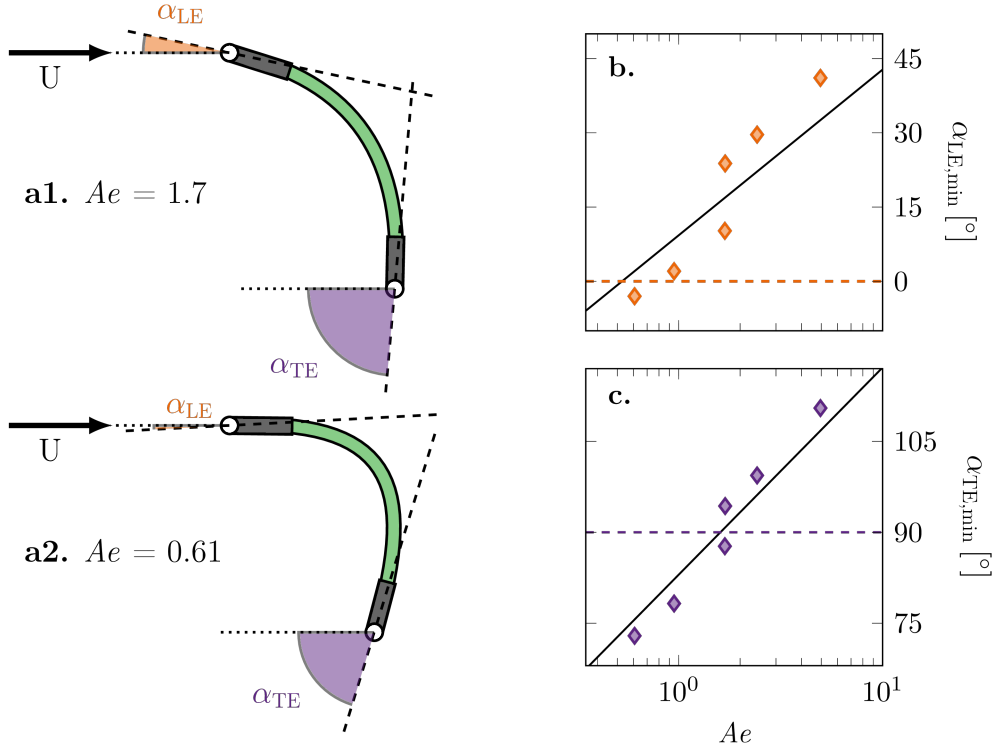 α_LE
U
a1. Ae = 1.7
α_TE
α_LE
U
a2. Ae = 0.61
α_TE
b.
45
30
15
0
α_LE,min [°]
c.
105
90
75
α_TE,min [°]
10^0
10^1
Ae